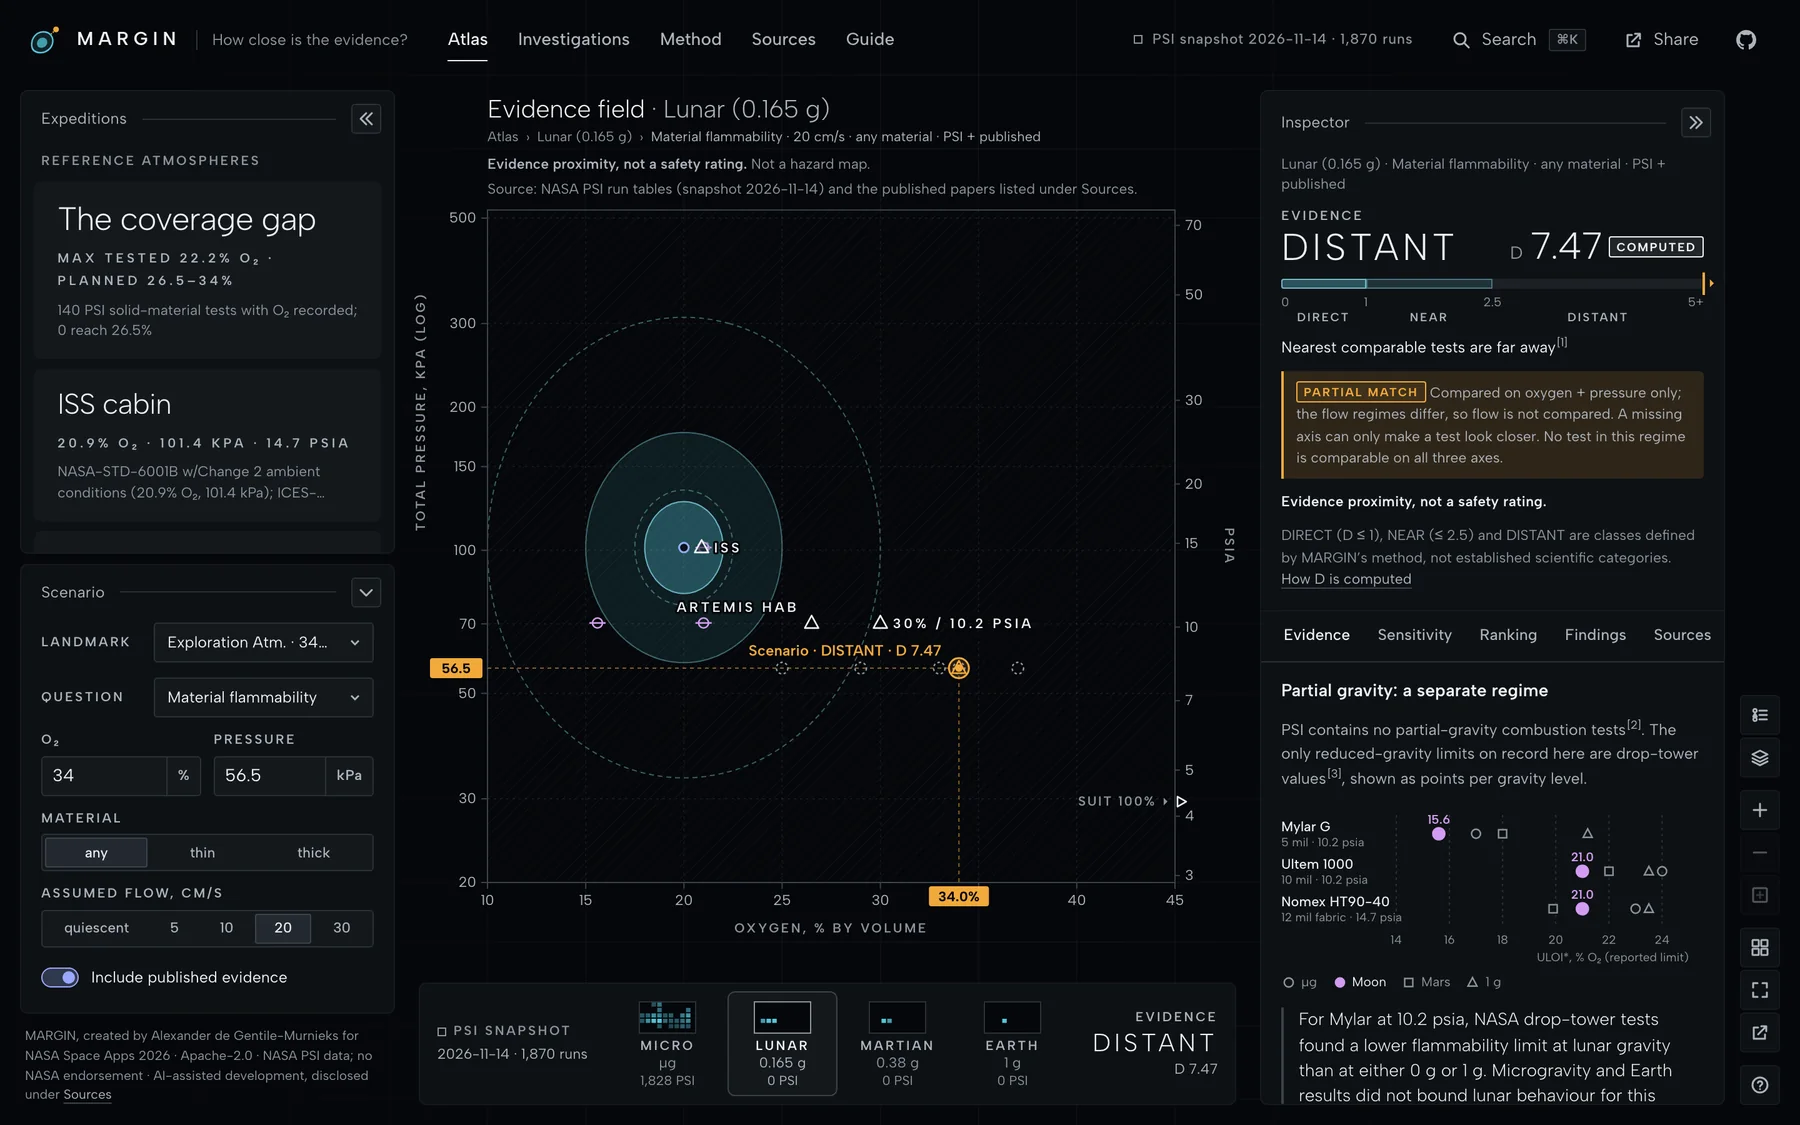 MARGIN
How close is the evidence?
Atlas
Investigations
Method
Sources
Guide
PSI snapshot 2026-11-14 · 1,870 runs
Search
⌘K
Share
Expeditions
REFERENCE ATMOSPHERES
The coverage gap
MAX TESTED 22.2% O₂ ·
PLANNED 26.5–34%
140 PSI solid-material tests with O₂ recorded;
0 reach 26.5%
ISS cabin
20.9% O₂ · 101.4 KPA · 14.7 PSIA
NASA-STD-6001B w/Change 2 ambient
conditions (20.9% O₂, 101.4 kPa); ICES-…
Scenario
LANDMARK
Exploration Atm. · 34…
QUESTION
Material flammability
O₂
PRESSURE
34
%
56.5
kPa
MATERIAL
any
thin
thick
ASSUMED FLOW, CM/S
quiescent
5
10
20
30
Include published evidence
MARGIN, created by Alexander de Gentile-Murnieks for
NASA Space Apps 2026 · Apache-2.0 · NASA PSI data; no
NASA endorsement · AI-assisted development, disclosed
under Sources
Evidence field · Lunar (0.165 g)
Atlas › Lunar (0.165 g) › Material flammability · 20 cm/s · any material · PSI + published
Evidence proximity, not a safety rating. Not a hazard map.
Source: NASA PSI run tables (snapshot 2026-11-14) and the published papers listed under Sources.
TOTAL PRESSURE, KPA (LOG)
500
300
200
150
100
70
56.5
50
30
20
70
50
30
20
15
10
7
5
4
3
PSIA
ISS
ARTEMIS HAB
30% / 10.2 PSIA
Scenario · DISTANT · D 7.47
SUIT 100%
10
15
20
25
30
34.0%
40
45
OXYGEN, % BY VOLUME
PSI SNAPSHOT
2026-11-14 · 1,870 runs
MICRO
µg
1,828 PSI
LUNAR
0.165 g
0 PSI
MARTIAN
0.38 g
0 PSI
EARTH
1 g
0 PSI
EVIDENCE
DISTANT
D 7.47
Inspector
Lunar (0.165 g) · Material flammability · any material · PSI +
published
EVIDENCE
DISTANT
D 7.47
COMPUTED
0
1
2.5
5+
DIRECT
NEAR
DISTANT
Nearest comparable tests are far away[1]
PARTIAL MATCH Compared on oxygen + pressure only;
the flow regimes differ, so flow is not compared. A missing
axis can only make a test look closer. No test in this regime
is comparable on all three axes.
Evidence proximity, not a safety rating.
DIRECT (D ≤ 1), NEAR (≤ 2.5) and DISTANT are classes defined
by MARGIN's method, not established scientific categories.
How D is computed
Evidence
Sensitivity
Ranking
Findings
Sources
Partial gravity: a separate regime
PSI contains no partial-gravity combustion tests[2]. The
only reduced-gravity limits on record here are drop-tower
values[3], shown as points per gravity level.
Mylar G
5 mil · 10.2 psia
15.6
Ultem 1000
10 mil · 10.2 psia
21.0
Nomex HT90-40
12 mil fabric · 14.7 psia
21.0
14
16
18
20
22
24
ULOI*, % O₂ (reported limit)
µg
Moon
Mars
1 g
For Mylar at 10.2 psia, NASA drop-tower tests
found a lower flammability limit at lunar gravity
than at either 0 g or 1 g. Microgravity and Earth
results did not bound lunar behaviour for this